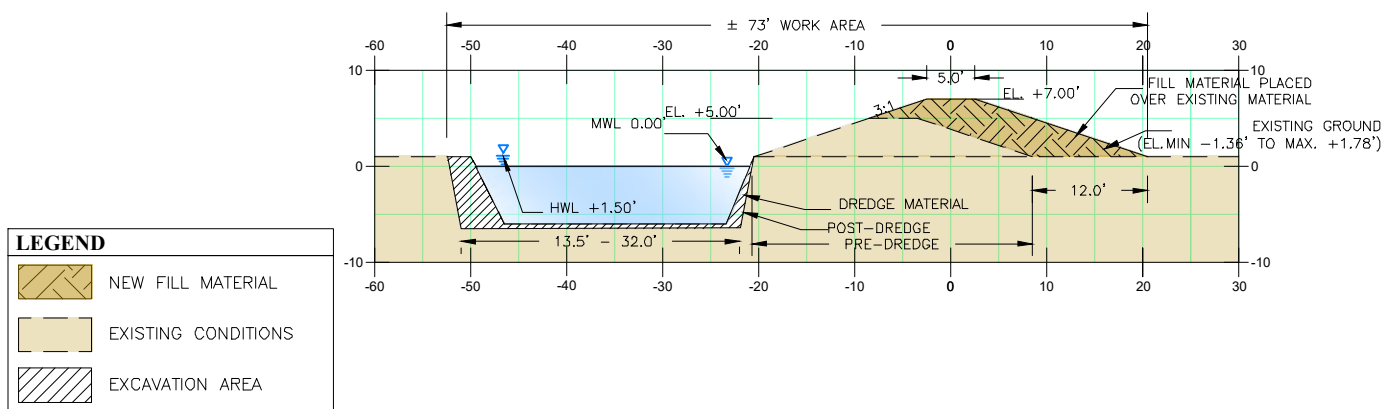 ± 73' WORK AREA
-60 -50 -40 -30 -20 -10 0 10 20 30
10 5.0' 10
EL. +5.00'
MWL 0.00'
3:1
EL. +7.00'
FILL MATERIAL PLACED
OVER EXISTING MATERIAL
EXISTING GROUND
(EL.MIN -1.36' TO MAX. +1.78')
0 0
12.0'
HWL +1.50'
DREDGE MATERIAL
POST-DREDGE
13.5' - 32.0'
PRE-DREDGE
-10 -10
-60 -50 -40 -30 -20 -10 0 10 20 30
LEGEND
NEW FILL MATERIAL
EXISTING CONDITIONS
EXCAVATION AREA